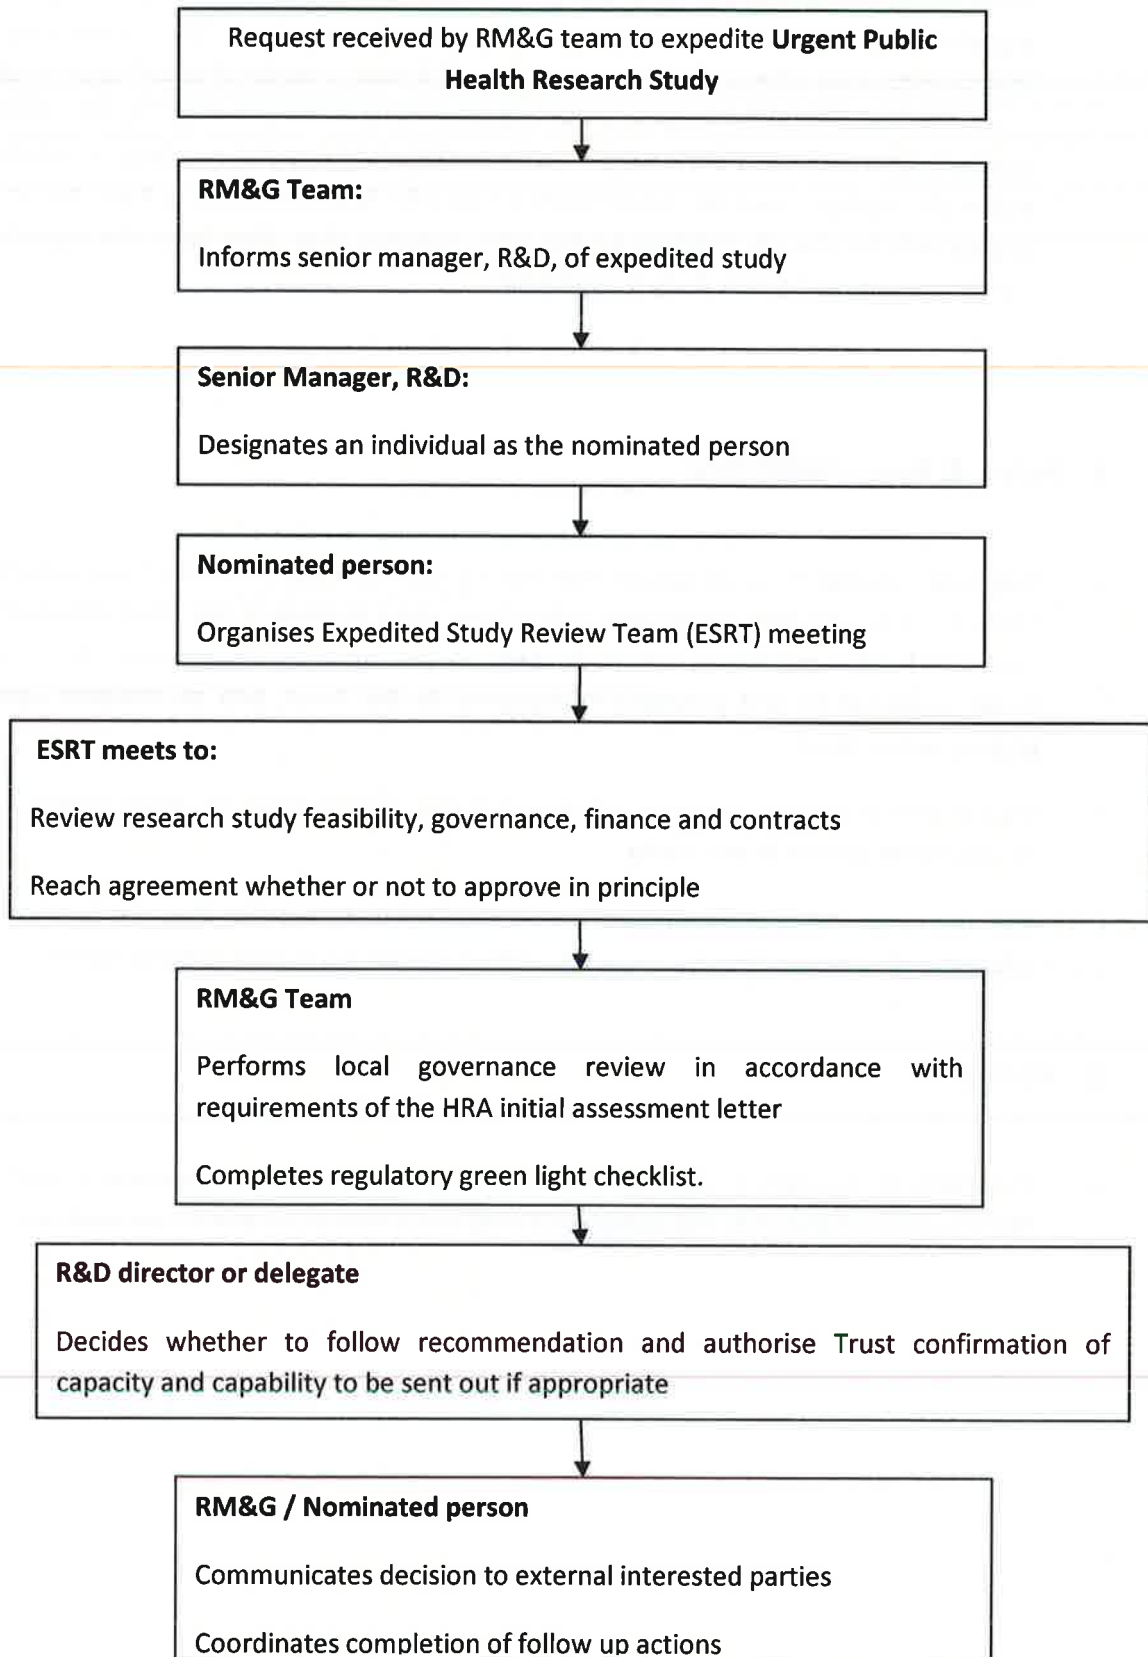 Request received by RM&G team to expedite Urgent Public
Health Research Study
RM&G Team:
Informs senior manager, R&D, of expedited study
Senior Manager, R&D:
Designates an individual as the nominated person
Nominated person:
Organises Expedited Study Review Team (ESRT) meeting
ESRT meets to:
Review research study feasibility, governance, finance and contracts
Reach agreement whether or not to approve in principle
RM&G Team
Performs local governance review in accordance with
requirements of the HRA initial assessment letter
Completes regulatory green light checklist.
R&D director or delegate
Decides whether to follow recommendation and authorise Trust confirmation of
capacity and capability to be sent out if appropriate
RM&G / Nominated person
Communicates decision to external interested parties
Coordinates completion of follow up actions